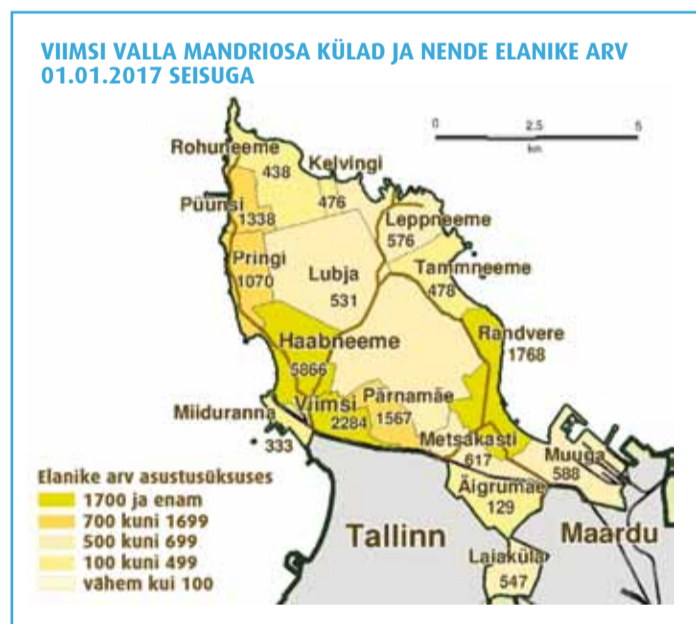 VIIMSI VALLA MANDRIOSA KÜLAD JA NENDE ELANIKE ARV
01.01.2017 SEISUGA
0 2,5 5
km
Rohuneeme
438
Kelvingi
476
Püünsi
1338
Leppneeme
576
Pringi
1070
Lubja
531
Tammneeme
478
Haabneeme
5866
Randvere
1768
Miiduranna
333
Viimsi
2284
Pärnamäe
1567
Metsakasti
617
Muuga
588
Äigrumäe
129
Laiaküla
547
Tallinn
Maardu
Elanike arv asustusüksuses
1700 ja enam
700 kuni 1699
500 kuni 699
100 kuni 499
vähem kui 100